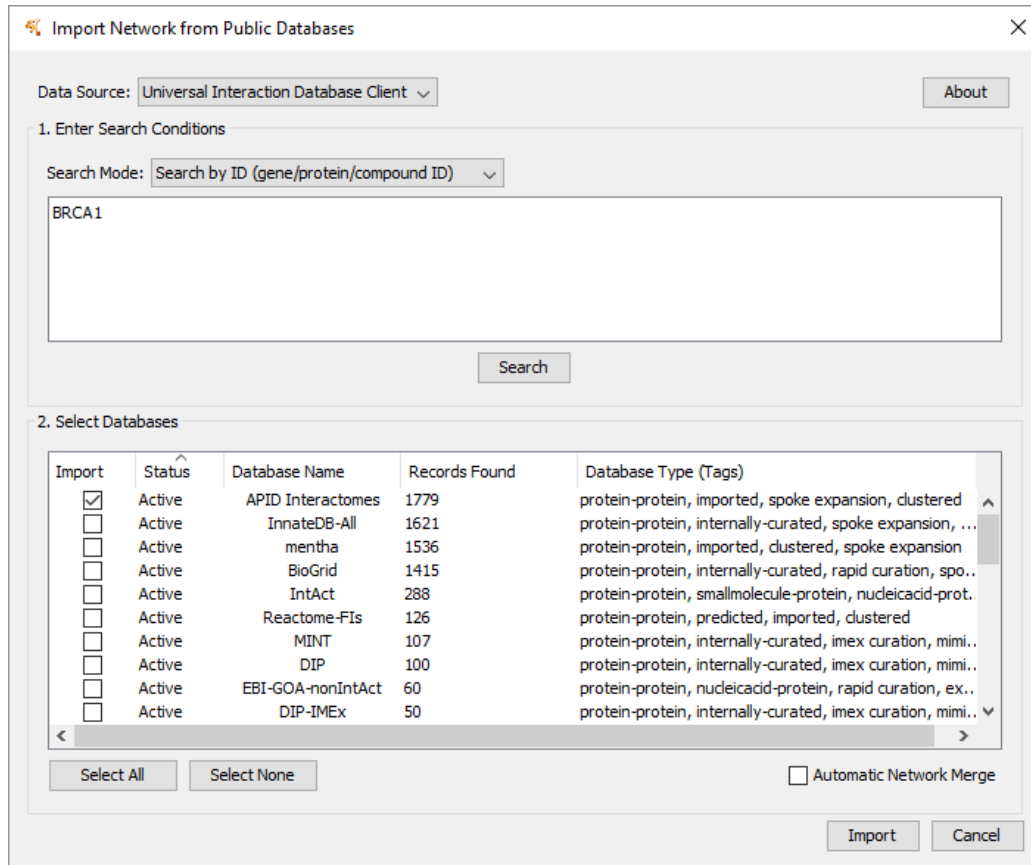 Import Network from Public Databases
Data Source: Universal Interaction Database Client About
1. Enter Search Conditions
Search Mode: Search by ID (gene/protein/compound ID)
BRCA1
Search
2. Select Databases
Import Status Database Name Records Found Database Type (Tags)
Active APID Interactomes 1779 protein-protein, imported, spoke expansion, clustered
Active InnateDB-All 1621 protein-protein, internally-curated, spoke expansion, ...
Active mentha 1536 protein-protein, imported, clustered, spoke expansion
Active BioGrid 1415 protein-protein, internally-curated, rapid curation, spo..
Active IntAct 288 protein-protein, smallmolecule-protein, nucleicacid-prot.
Active Reactome-FIs 126 protein-protein, predicted, imported, clustered
Active MINT 107 protein-protein, internally-curated, imex curation, mimi..
Active DIP 100 protein-protein, internally-curated, imex curation, mimi..
Active EBI-GOA-nonIntAct 60 protein-protein, nucleicacid-protein, rapid curation, ex...
Active DIP-IMEx 50 protein-protein, internally-curated, imex curation, mimi..
Select All Select None Automatic Network Merge
Import Cancel